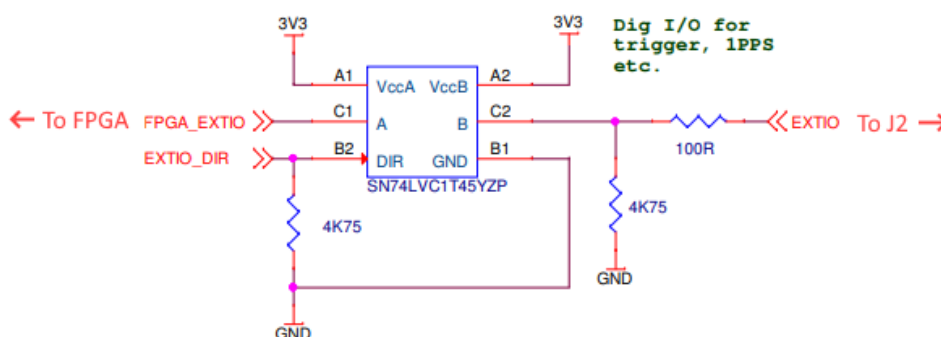 3V3
3V3
Dig I/O for
trigger, 1PPS
etc.
A1
A2
VccA
VccB
← To FPGA
FPGA_EXTIO
C1
C2
A
B
EXTIO
To J2 →
100R
EXTIO_DIR
B2
B1
DIR
GND
SN74LVC1T45YZP
4K75
4K75
GND
GND